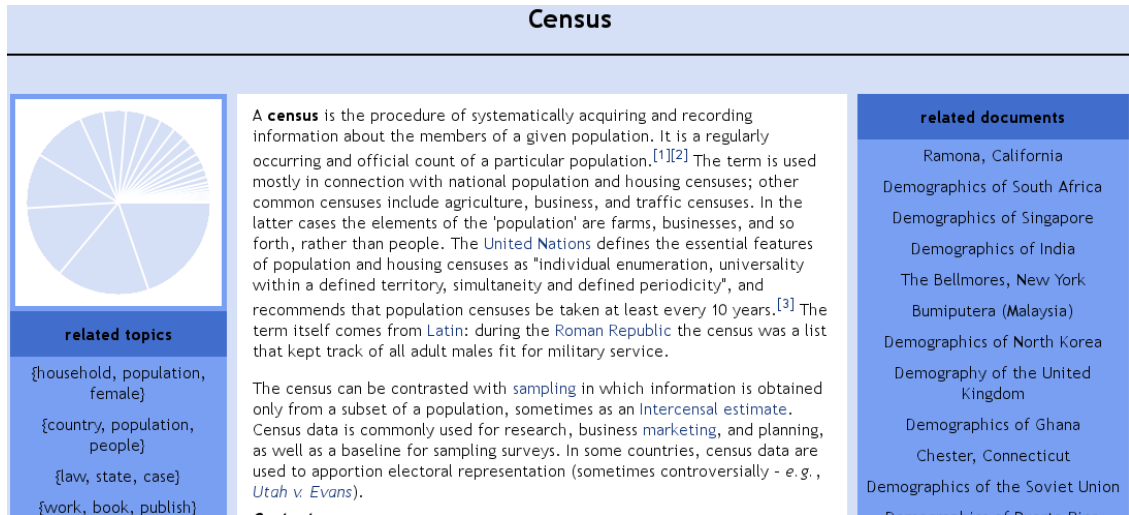 Census
related topics
{household, population,
female}
{country, population,
people}
{law, state, case}
{work, book, publish}
A census is the procedure of systematically acquiring and recording
information about the members of a given population. It is a regularly
occurring and official count of a particular population.[1][2] The term is used
mostly in connection with national population and housing censuses; other
common censuses include agriculture, business, and traffic censuses. In the
latter cases the elements of the 'population' are farms, businesses, and so
forth, rather than people. The United Nations defines the essential features
of population and housing censuses as "individual enumeration, universality
within a defined territory, simultaneity and defined periodicity", and
recommends that population censuses be taken at least every 10 years.[3] The
term itself comes from Latin: during the Roman Republic the census was a list
that kept track of all adult males fit for military service.
The census can be contrasted with sampling in which information is obtained
only from a subset of a population, sometimes as an Intercensal estimate.
Census data is commonly used for research, business marketing, and planning,
as well as a baseline for sampling surveys. In some countries, census data are
used to apportion electoral representation (sometimes controversially - e.g.,
Utah v. Evans).
related documents
Ramona, California
Demographics of South Africa
Demographics of Singapore
Demographics of India
The Bellmores, New York
Bumiputera (Malaysia)
Demographics of North Korea
Demography of the United
Kingdom
Demographics of Ghana
Chester, Connecticut
Demographics of the Soviet Union